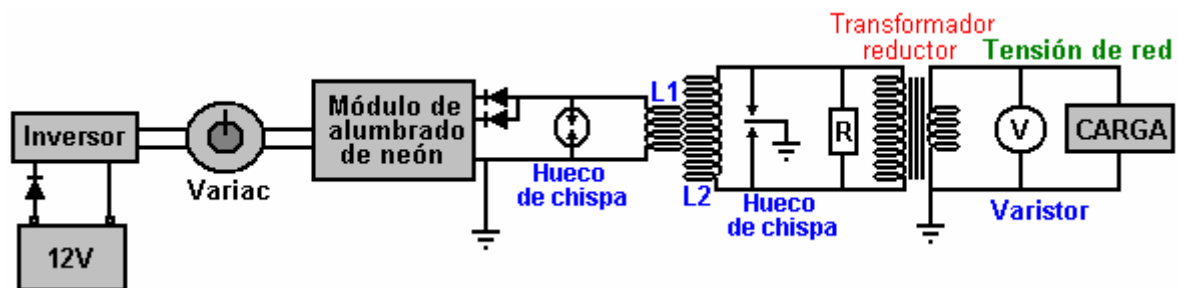 Inversor
12V
Variac
Módulo de
alumbrado
de neón
Hueco
de chispa
L1
L2
Hueco
de chispa
R
Transformador
reductor
Tensión de red
V
Varistor
CARGA